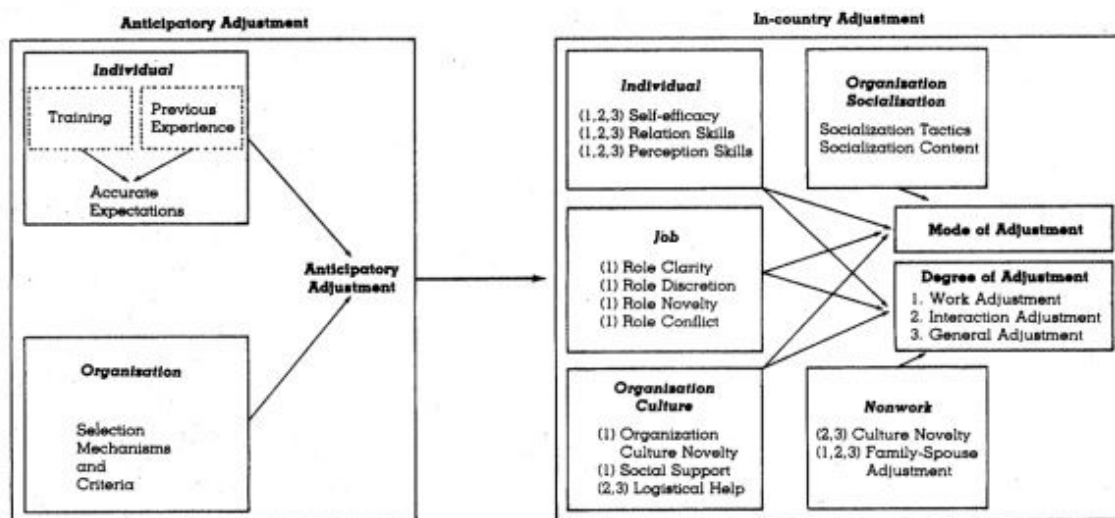 Anticipatory Adjustment
Individual
Training
Previous
Experience
Accurate
Expectations
Anticipatory
Adjustment
Organisation
Selection
Mechanisms
and
Criteria
In-country Adjustment
Individual
(1,2,3) Self-efficacy
(1,2,3) Relation Skills
(1,2,3) Perception Skills
Organisation
Socialisation
Socialization Tactics
Socialization Content
Job
(1) Role Clarity
(1) Role Discretion
(1) Role Novelty
(1) Role Conflict
Mode of Adjustment
Degree of Adjustment
1. Work Adjustment
2. Interaction Adjustment
3. General Adjustment
Organisation
Culture
(1) Organization
Culture Novelty
(1) Social Support
(2,3) Logistical Help
Nonwork
(2,3) Culture Novelty
(1,2,3) Family-Spouse
Adjustment